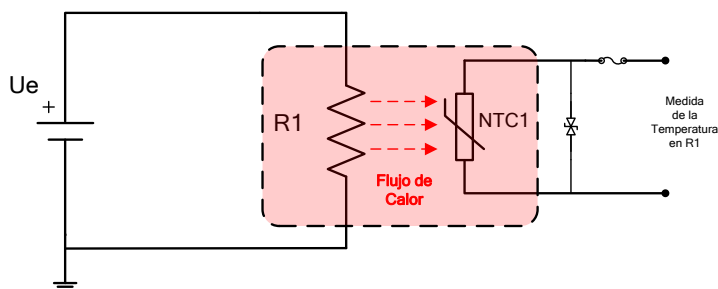 Ue
+
R1
NTC1
Flujo de
Calor
Medida
de la
Temperatura
en R1